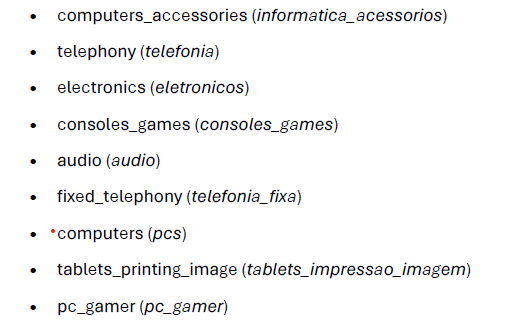 • computers_accessories (informatica_acessorios)
• telephony (telefonia)
• electronics (eletronicos)
• consoles_games (consoles_games)
• audio (audio)
• fixed_telephony (telefonia_fixa)
• computers (pcs)
• tablets_printing_image (tablets_impressao_imagem)
• pc_gamer (pc_gamer)